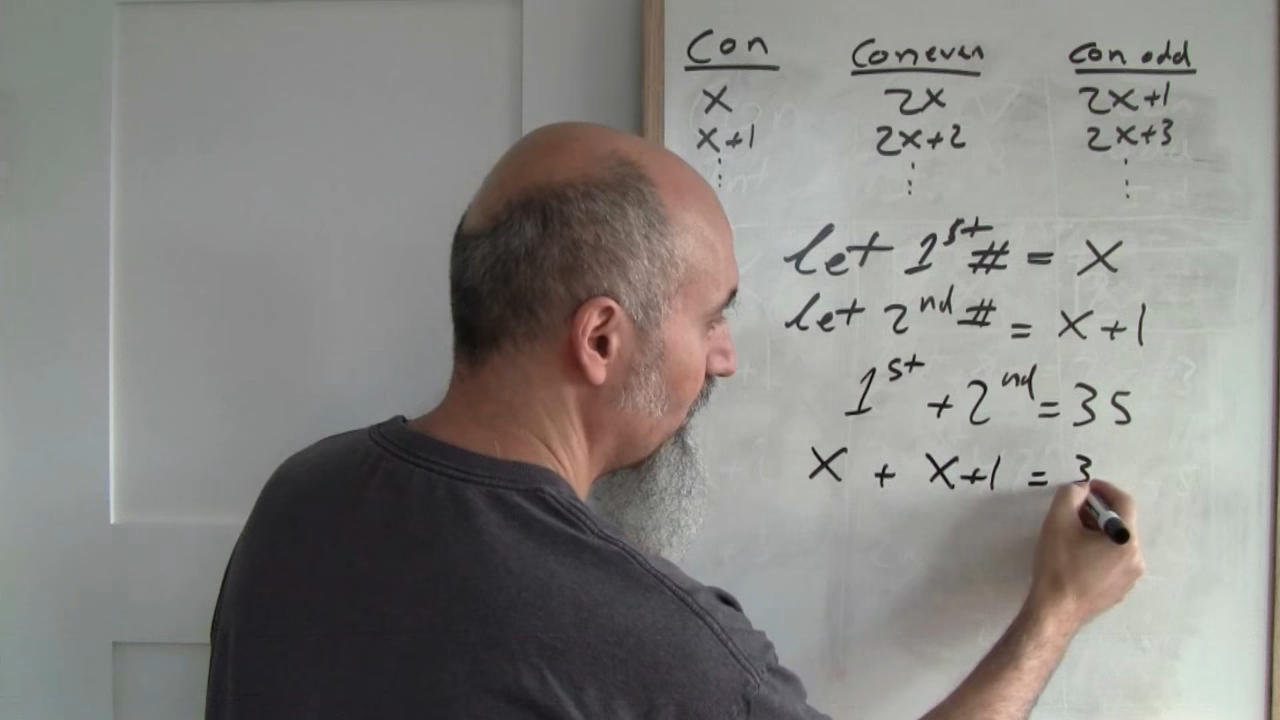 Con Con even Con odd
x 2x 2x+1
x+1 2x+2 2x+3
⋮ ⋮ ⋮
let 1st # = x
let 2nd # = x+1
1st + 2nd = 35
x + x+1 = 3